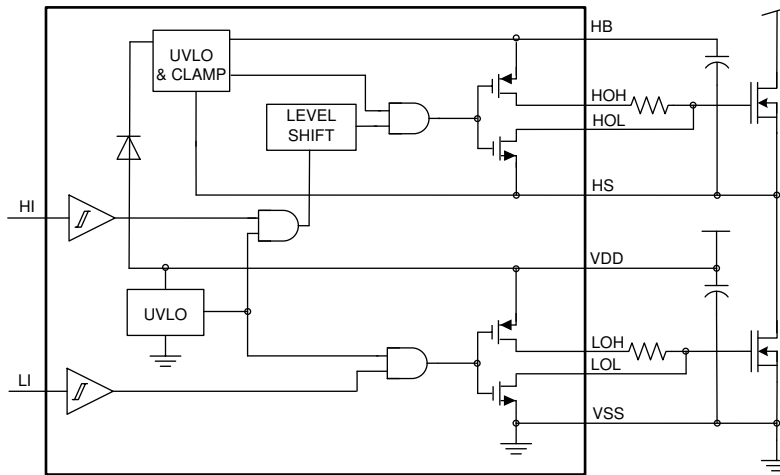 HB
UVLO
& CLAMP
HOH
LEVEL
SHIFT
HOL
HS
HI
VDD
UVLO
LOH
LOL
LI
VSS